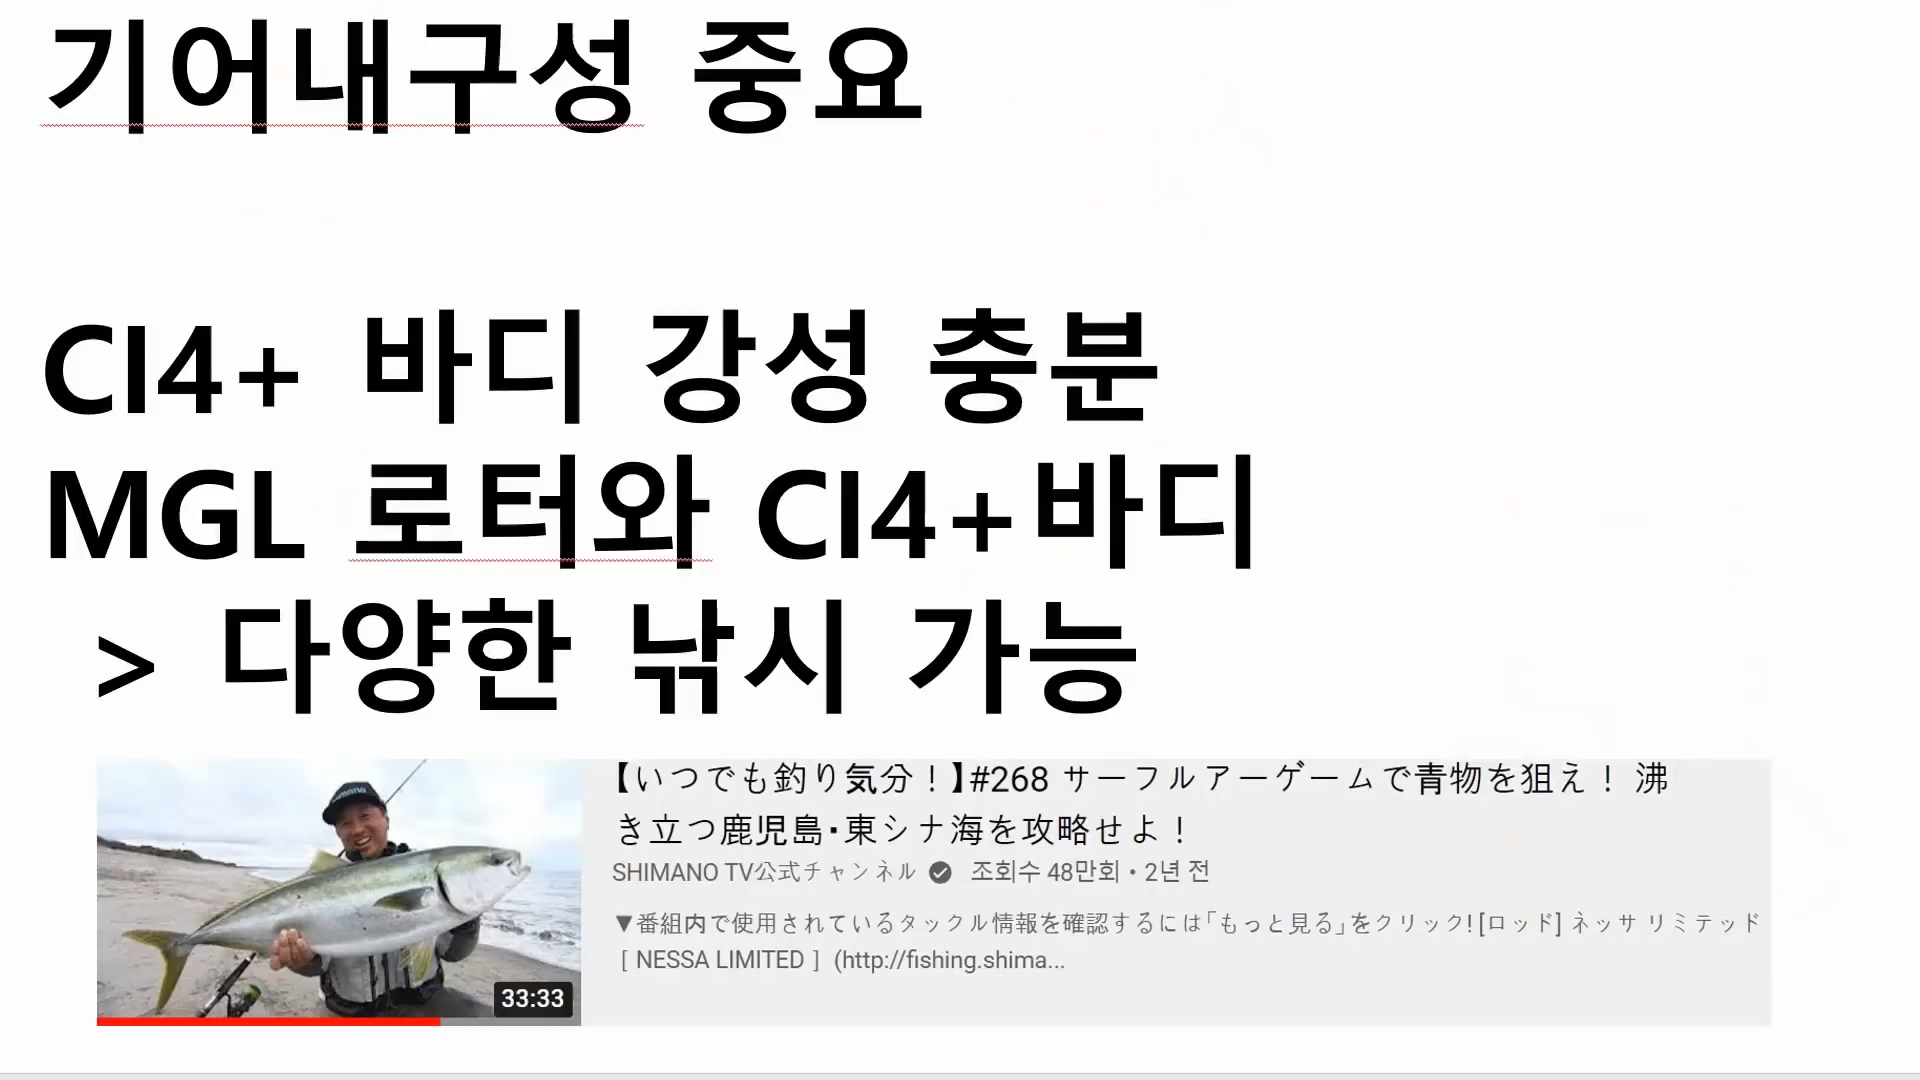 기어내구성 중요
CI4+ 바디 강성 충분
MGL 로터와 CI4+바디
> 다양한 낚시 가능
【いつでも釣り気分！】#268 サーフルアーゲームで青物を狙え！ 沸
き立つ鹿児島・東シナ海を攻略せよ！
SHIMANO TV公式チャンネル 조회수 48만회・2년 전
▼番組内で使用されているタックル情報を確認するには「もっと見る」をクリック! [ロッド] ネッサ リミテッド
［ NESSA LIMITED ］ (http://fishing.shima...
33:33